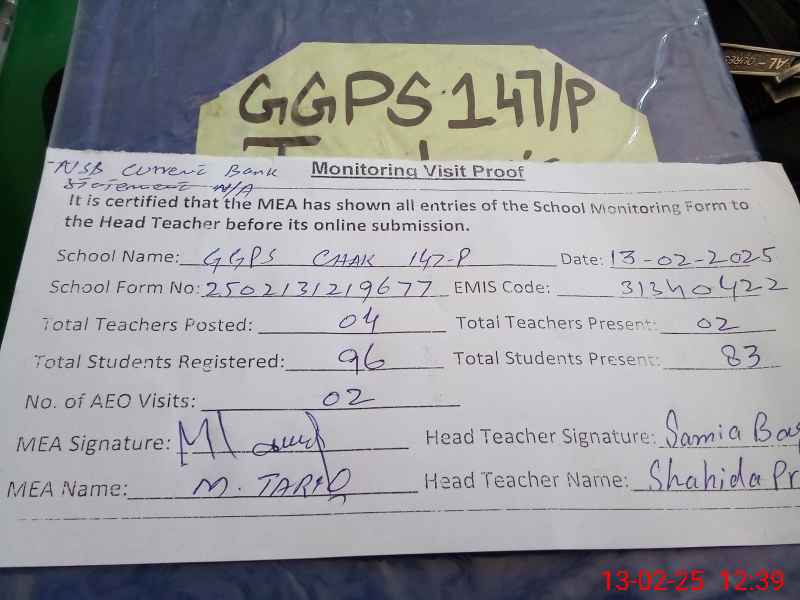 GGPS.147/P
NSB Current Bank
Statement N/A
Monitoring Visit Proof
It is certified that the MEA has shown all entries of the School Monitoring Form to
the Head Teacher before its online submission.
School Name: GGPS CHAK 147-P Date: 13-02-2025
School Form No: 2502131219677 EMIS Code: 31340422
Total Teachers Posted: 04 Total Teachers Present: 02
Total Students Registered: 96 Total Students Present: 83
No. of AEO Visits: 02
MEA Signature: Head Teacher Signature: Samia
MEA Name: M. TARIQ Head Teacher Name: Shahida
13-02-25 12:39